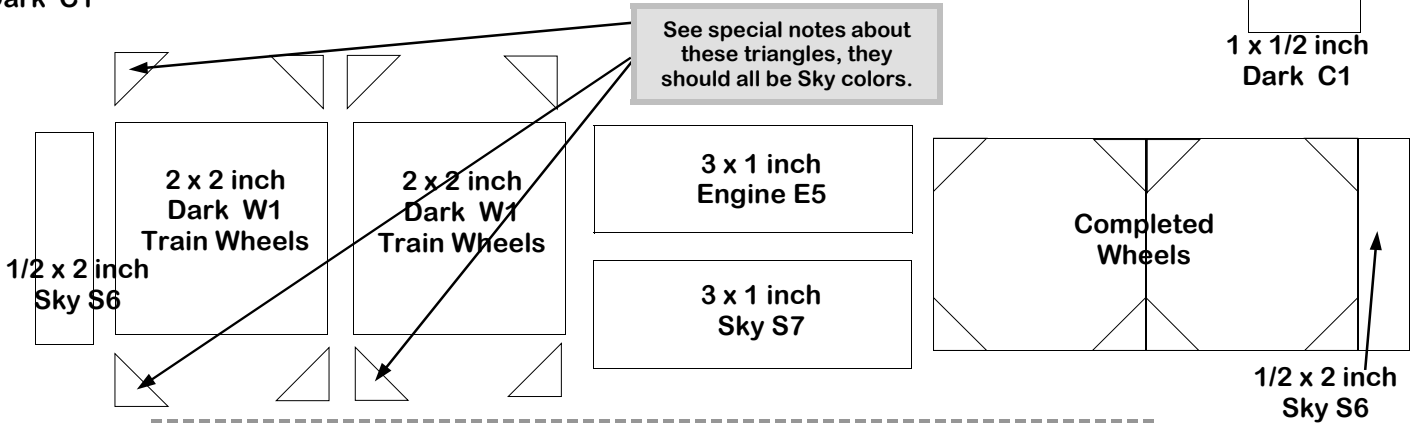 Dark C1
See special notes about
these triangles, they
should all be Sky colors.
1 x 1/2 inch
Dark C1
2 x 2 inch
Dark W1
Train Wheels
2 x 2 inch
Dark W1
Train Wheels
3 x 1 inch
Engine E5
Completed
Wheels
1/2 x 2 inch
Sky S6
3 x 1 inch
Sky S7
1/2 x 2 inch
Sky S6